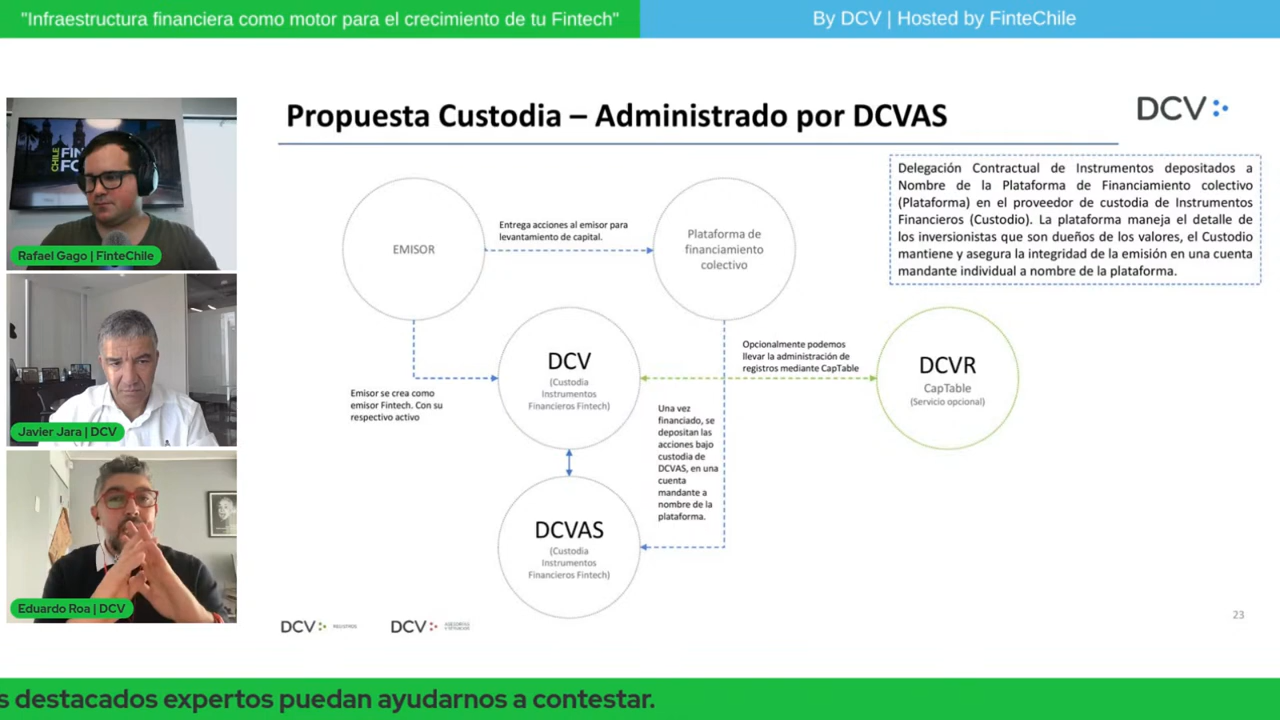 "Infraestructura financiera como motor para el crecimiento de tu Fintech"
By DCV | Hosted by FinteChile
Propuesta Custodia – Administrado por DCVAS
DCV
Delegación Contractual de Instrumentos depositados a
Nombre de la Plataforma de Financiamiento colectivo
(Plataforma) en el proveedor de custodia de Instrumentos
Financieros (Custodio). La plataforma maneja el detalle de
los inversionistas que son dueños de los valores, el Custodio
mantiene y asegura la integridad de la emisión en una cuenta
mandante individual a nombre de la plataforma.
EMISOR
Entrega acciones al emisor para
levantamiento de capital.
Plataforma de
financiamiento
colectivo
Emisor se crea como
emisor Fintech. Con su
respectivo activo
DCV
(Custodia
Instrumentos
Financieros Fintech)
Opcionalmente podemos
llevar la administración de
registros mediante CapTable
DCVR
CapTable
(Servicio opcional)
Una vez
financiado, se
depositan las
acciones bajo
custodia de
DCVAS, en una
cuenta
mandante a
nombre de la
plataforma.
DCVAS
(Custodia
Instrumentos
Financieros Fintech)
DCV
REGISTROS
DCV
23
CHILE
FIN
FO
Rafael Gago | FinteChile
Javier Jara | DCV
Eduardo Roa | DCV
s destacados expertos puedan ayudarnos a contestar.